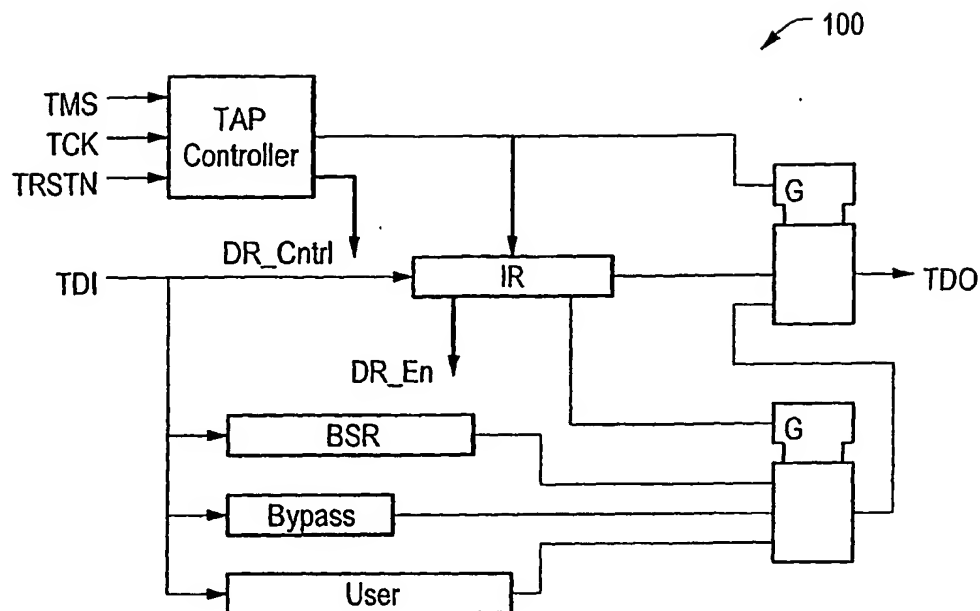 100
TMS
TCK
TRSTN
TAP
Controller
G
DR_Cntrl
TDI
IR
TDO
DR_En
G
BSR
Bypass
User